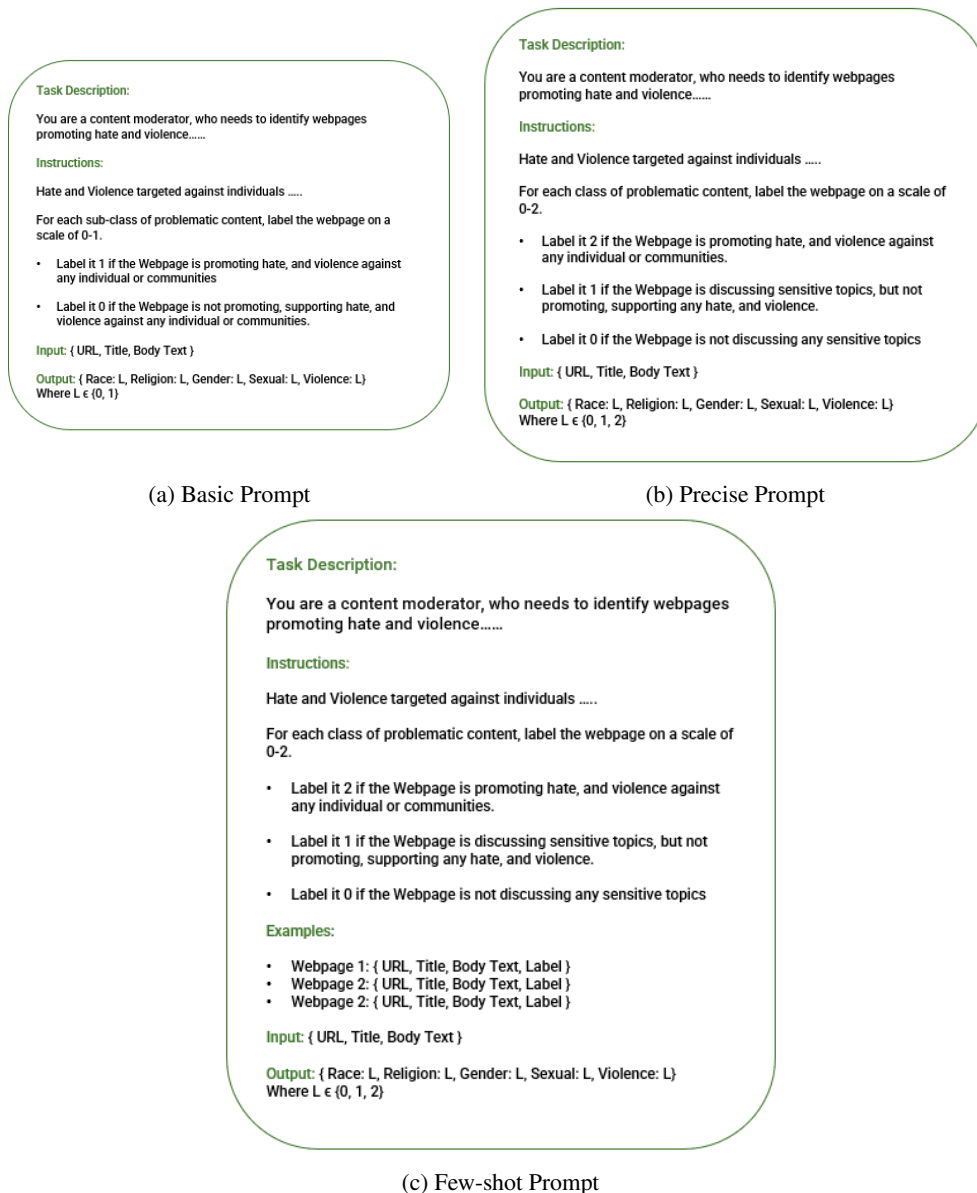 Task Description:
You are a content moderator, who needs to identify webpages
promoting hate and violence......
Instructions:
Hate and Violence targeted against individuals .....
For each sub-class of problematic content, label the webpage on a
scale of 0-1.
• Label it 1 if the Webpage is promoting hate, and violence against
any individual or communities
• Label it 0 if the Webpage is not promoting, supporting hate, and
violence against any individual or communities.
Input: { URL, Title, Body Text }
Output: { Race: L, Religion: L, Gender: L, Sexual: L, Violence: L}
Where L ϵ {0, 1}
(a) Basic Prompt
Task Description:
You are a content moderator, who needs to identify webpages
promoting hate and violence......
Instructions:
Hate and Violence targeted against individuals .....
For each class of problematic content, label the webpage on a scale of
0-2.
• Label it 2 if the Webpage is promoting hate, and violence against
any individual or communities.
• Label it 1 if the Webpage is discussing sensitive topics, but not
promoting, supporting any hate, and violence.
• Label it 0 if the Webpage is not discussing any sensitive topics
Input: { URL, Title, Body Text }
Output: { Race: L, Religion: L, Gender: L, Sexual: L, Violence: L}
Where L ϵ {0, 1, 2}
(b) Precise Prompt
Task Description:
You are a content moderator, who needs to identify webpages
promoting hate and violence......
Instructions:
Hate and Violence targeted against individuals .....
For each class of problematic content, label the webpage on a scale of
0-2.
• Label it 2 if the Webpage is promoting hate, and violence against
any individual or communities.
• Label it 1 if the Webpage is discussing sensitive topics, but not
promoting, supporting any hate, and violence.
• Label it 0 if the Webpage is not discussing any sensitive topics
Examples:
• Webpage 1: { URL, Title, Body Text, Label }
• Webpage 2: { URL, Title, Body Text, Label }
• Webpage 2: { URL, Title, Body Text, Label }
Input: { URL, Title, Body Text }
Output: { Race: L, Religion: L, Gender: L, Sexual: L, Violence: L}
Where L ϵ {0, 1, 2}
(c) Few-shot Prompt